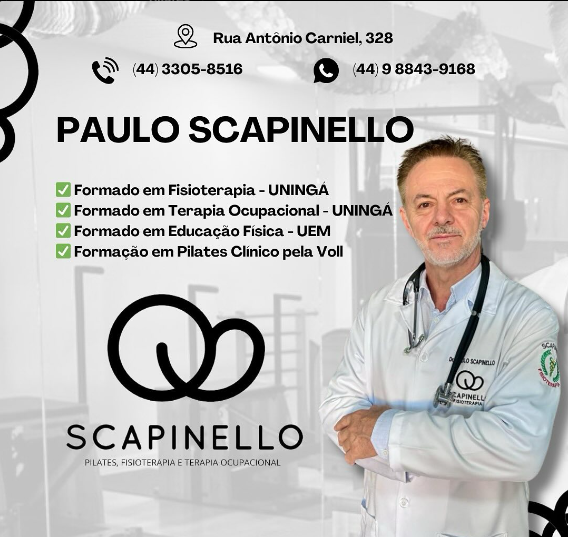 Rua Antônio Carniel, 328
(44) 3305-8516
(44) 9 8843-9168
PAULO SCAPINELLO
Formado em Fisioterapia - UNINGÁ
Formado em Terapia Ocupacional - UNINGÁ
Formado em Educação Física - UEM
Formação em Pilates Clínico pela Voll
SCAPINELLO
PILATES, FISIOTERAPIA E TERAPIA OCUPACIONAL
SCAPINELLO
SCAPINELL
FISIOTERAPIA